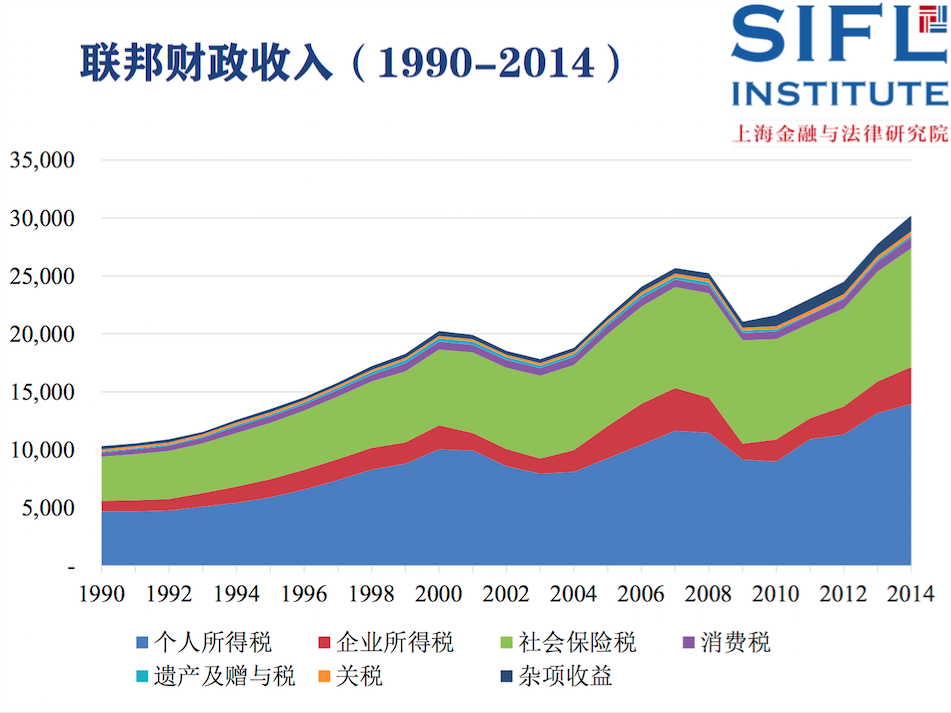 联邦财政收入（1990-2014）
SIFL
INSTITUTE
上海金融与法律研究院
35,000
30,000
25,000
20,000
15,000
10,000
5,000
-
1990 1992 1994 1996 1998 2000 2002 2004 2006 2008 2010 2012 2014
个人所得税 企业所得税 社会保险税 消费税
遗产及赠与税 关税 杂项收益